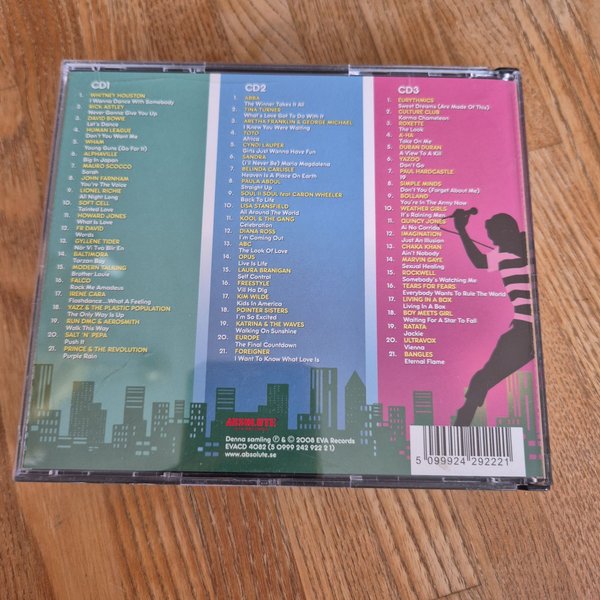 CD1
1. WHITNEY HOUSTON
I Wanna Dance With Somebody
2. RICK ASTLEY
Never Gonna Give You Up
3. DAVID BOWIE
Let's Dance
4. HUMAN LEAGUE
Don't You Want Me
5. WHAM
Young Guns (Go For It)
6. ALPHAVILLE
Big In Japan
7. MAURO SCOCCO
Sarah
8. JOHN FARNHAM
You're The Voice
9. LIONEL RICHIE
All Night Long
10. SOFT CELL
Tainted Love
11. HOWARD JONES
What Is Love
12. FR DAVID
Words
13. GYLLENE TIDER
När Vi Två Blir En
14. BALTIMORA
Tarzan Boy
15. MODERN TALKING
Brother Louie
16. FALCO
Rock Me Amadeus
17. IRENE CARA
Flashdance...What A Feeling
18. YAZZ & THE PLASTIC POPULATION
The Only Way Is Up
19. RUN DMC & AEROSMITH
Walk This Way
20. SALT 'N' PEPA
Push It
21. PRINCE & THE REVOLUTION
Purple Rain
CD2
1. ABBA
The Winner Takes It All
2. TINA TURNER
What's Love Got To Do With It
3. ARETHA FRANKLIN & GEORGE MICHAEL
I Knew You Were Waiting
4. TOTO
Africa
5. CYNDI LAUPER
Girls Just Wanna Have Fun
6. SANDRA
(I'll Never Be) Maria Magdalena
7. BELINDA CARLISLE
Heaven Is A Place On Earth
8. PAULA ABDUL
Straight Up
9. SOUL II SOUL feat CARON WHEELER
Back To Life
10. LISA STANSFIELD
All Around The World
11. KOOL & THE GANG
Celebration
12. DIANA ROSS
I'm Coming Out
13. ABC
The Look Of Love
14. OPUS
Live Is Life
15. LAURA BRANIGAN
Self Control
16. FREESTYLE
Vill Ha Dig
17. KIM WILDE
Kids In America
18. POINTER SISTERS
I'm So Excited
19. KATRINA & THE WAVES
Walking On Sunshine
20. EUROPE
The Final Countdown
21. FOREIGNER
I Want To Know What Love Is
CD3
1. EURYTHMICS
Sweet Dreams (Are Made Of This)
2. CULTURE CLUB
Karma Chameleon
3. ROXETTE
The Look
4. A-HA
Take On Me
5. DURAN DURAN
A View To A Kill
6. YAZOO
Don't Go
7. PAUL HARDCASTLE
19
8. SIMPLE MINDS
Don't You (Forget About Me)
9. BOLLAND
You're In The Army Now
10. WEATHER GIRLS
It's Raining Men
11. QUINCY JONES
Ai No Corrida
12. IMAGINATION
Just An Illusion
13. CHAKA KHAN
Ain't Nobody
14. MARVIN GAYE
Sexual Healing
15. ROCKWELL
Somebody's Watching Me
16. TEARS FOR FEARS
Everybody Wants To Rule The World
17. LIVING IN A BOX
Living In A Box
18. BOY MEETS GIRL
Waiting For A Star To Fall
19. RATATA
Jackie
20. ULTRAVOX
Vienna
21. BANGLES
Eternal Flame
ABSOLUTE
Denna samling ℗ & © 2008 EVA Records
EVACD 4082 (5 0999 242 922 2 1)
www.absolute.se
5 099924 292221